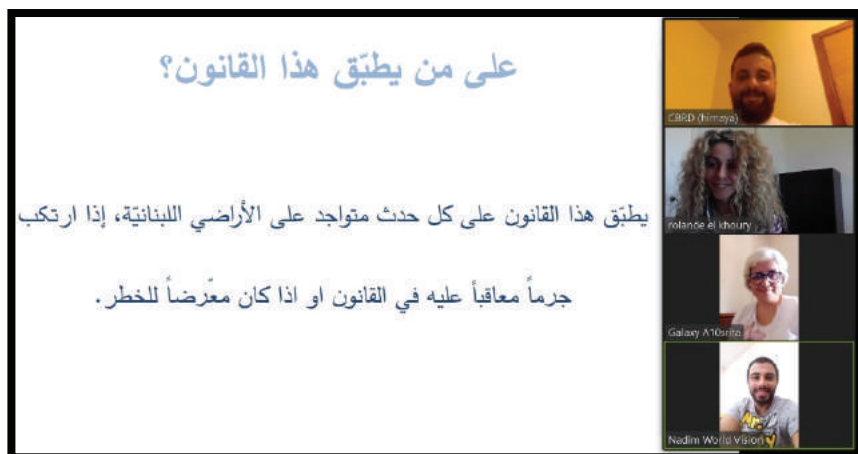 على من يطبّق هذا القانون؟
يطبّق هذا القانون على كل حدث متواجد على الأراضي اللبنانيّة، إذا ارتكب
جرماً معاقباً عليه في القانون او اذا كان معّرضاً للخطر.
CBRD (himaya)
rolande el khoury
Galaxy A10srita
Nadim World Vision